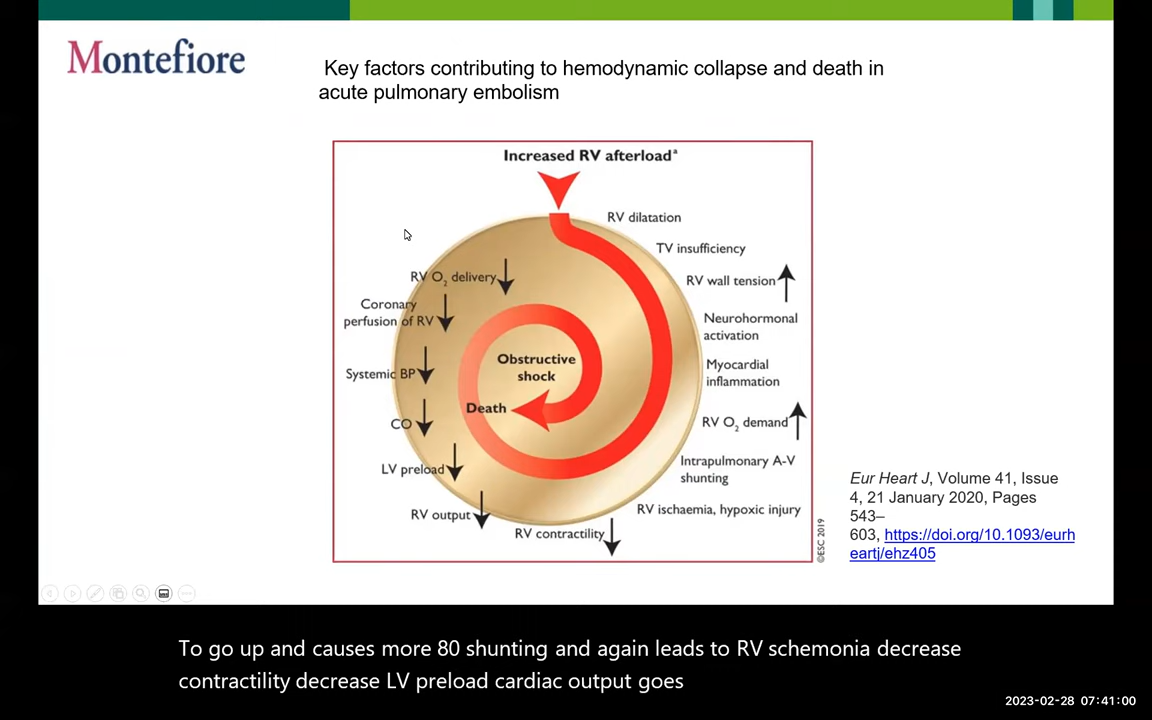 Montefiore
Key factors contributing to hemodynamic collapse and death in
acute pulmonary embolism
Increased RV afterloadᵃ
RV dilatation
TV insufficiency
RV wall tension
Neurohormonal
activation
Myocardial
inflammation
RV O₂ demand
Intrapulmonary A-V
shunting
RV ischaemia, hypoxic injury
RV contractility
RV output
LV preload
CO
Systemic BP
Coronary
perfusion of RV
RV O₂ delivery
Obstructive
shock
Death
©ESC 2019
Eur Heart J, Volume 41, Issue
4, 21 January 2020, Pages
543–
603, https://doi.org/10.1093/eurh
eartj/ehz405
To go up and causes more 80 shunting and again leads to RV schemonia decrease
contractility decrease LV preload cardiac output goes
2023-02-28 07:41:00